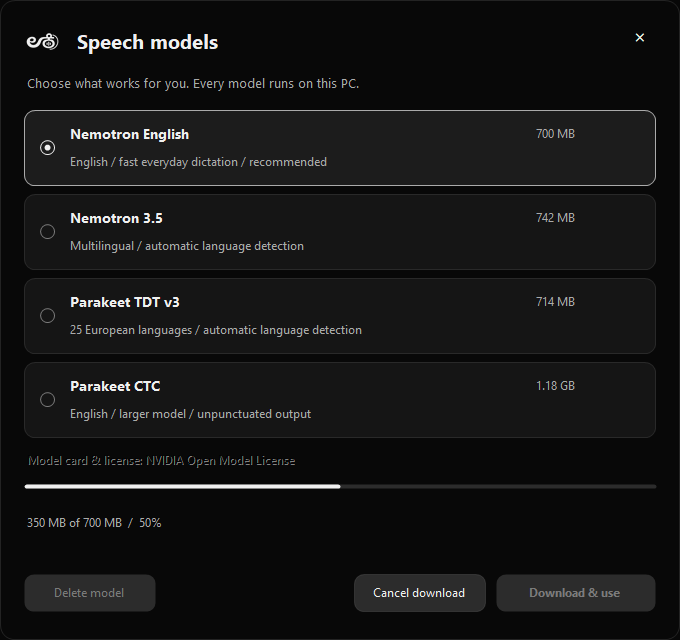 Speech models
Choose what works for you. Every model runs on this PC.
Nemotron English
700 MB
English / fast everyday dictation / recommended
Nemotron 3.5
742 MB
Multilingual / automatic language detection
Parakeet TDT v3
714 MB
25 European languages / automatic language detection
Parakeet CTC
1.18 GB
English / larger model / unpunctuated output
Model card & license: NVIDIA Open Model License
350 MB of 700 MB / 50%
Delete model
Cancel download
Download & use